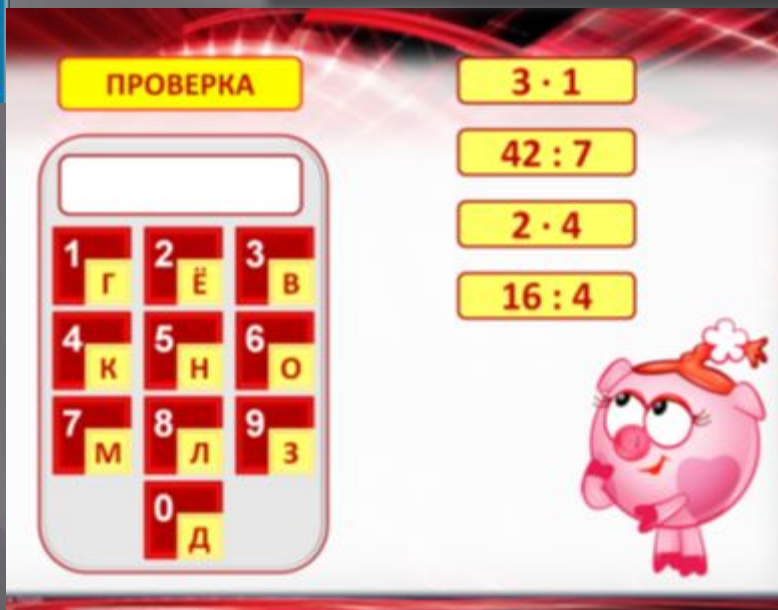 ПРОВЕРКА
3 · 1
42 : 7
2 · 4
16 : 4
1 Г 2 Ё 3 В
4 К 5 Н 6 О
7 М 8 Л 9 З
0 Д